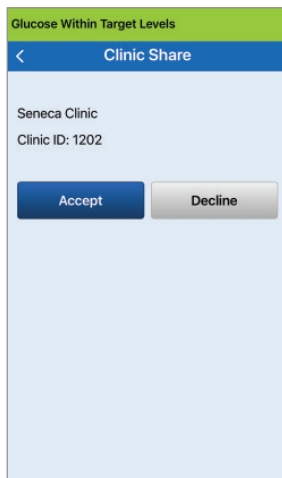 Glucose Within Target Levels
Clinic Share
Seneca Clinic
Clinic ID: 1202
Accept
Decline